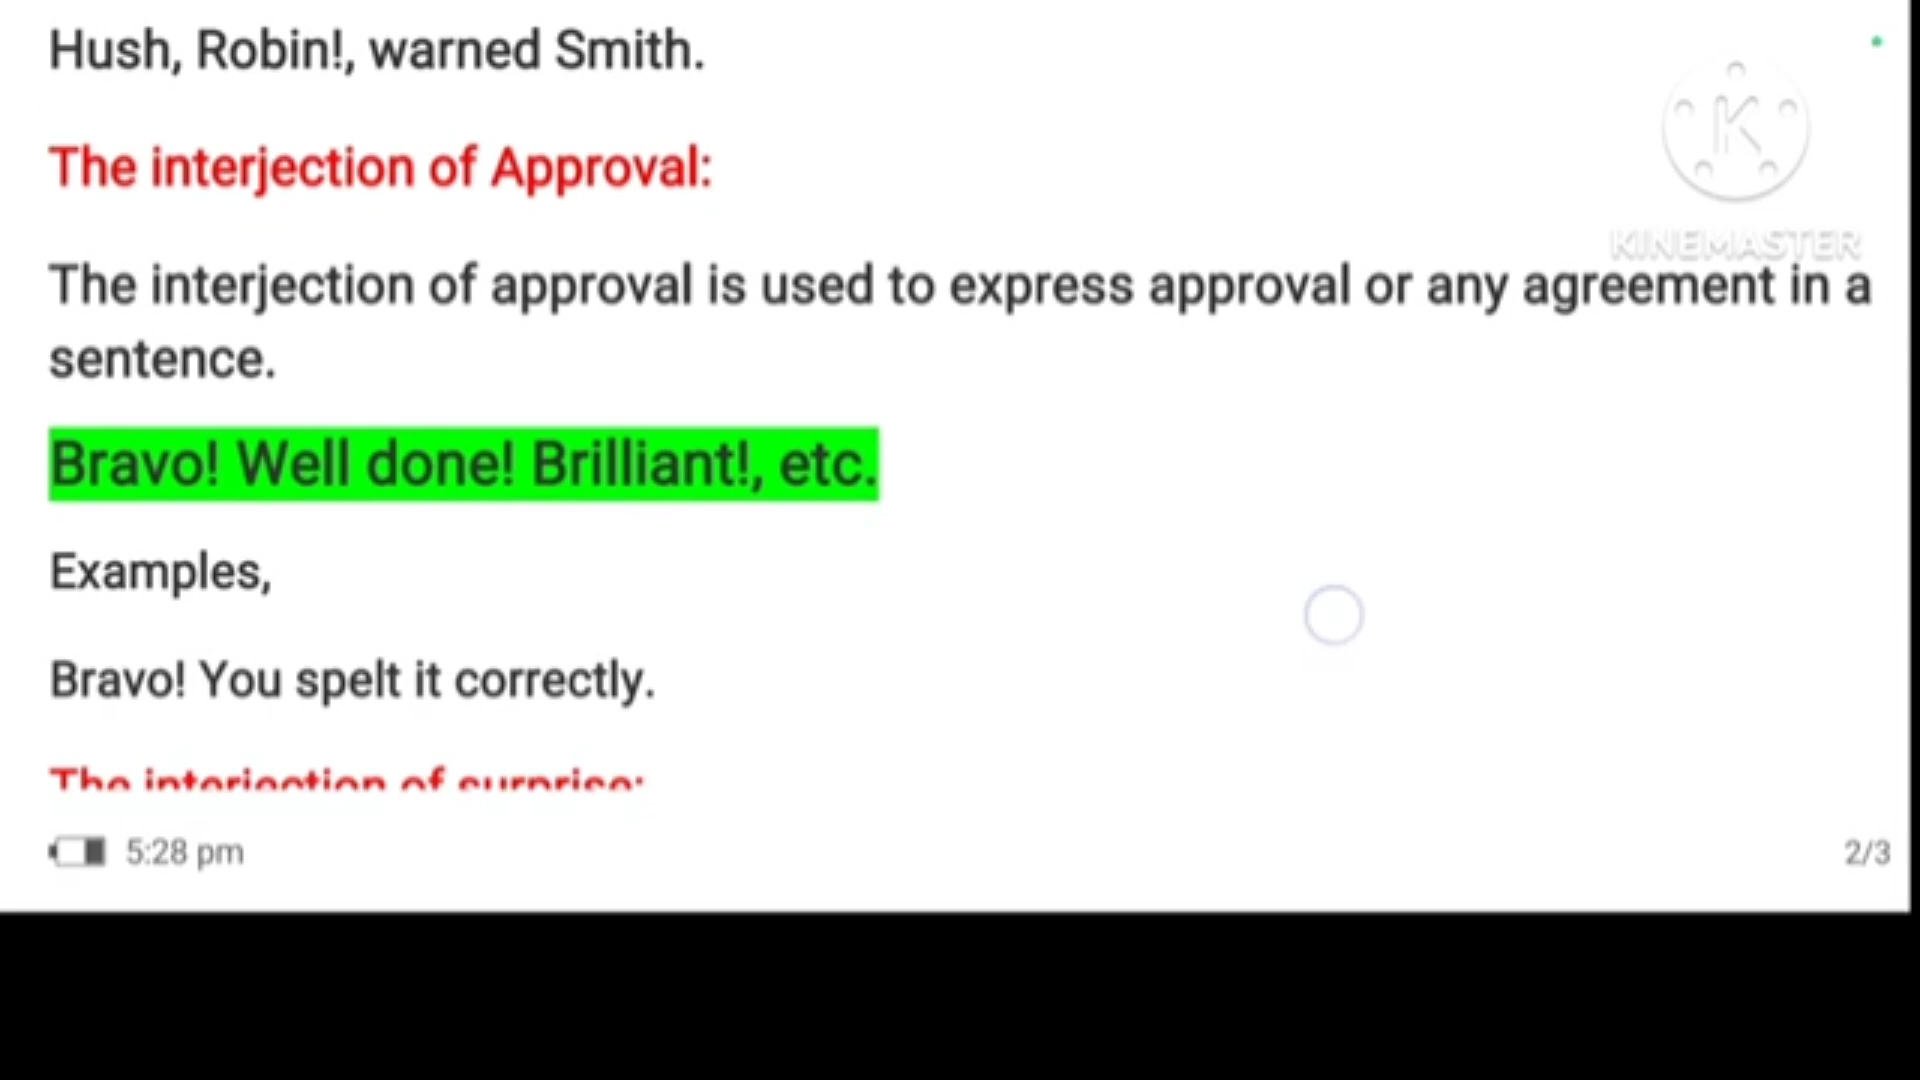 Hush, Robin!, warned Smith.
The interjection of Approval:
KINEMASTER
The interjection of approval is used to express approval or any agreement in a
sentence.
Bravo! Well done! Brilliant!, etc.
Examples,
Bravo! You spelt it correctly.
The interjection of surprise:
5:28 pm
2/3